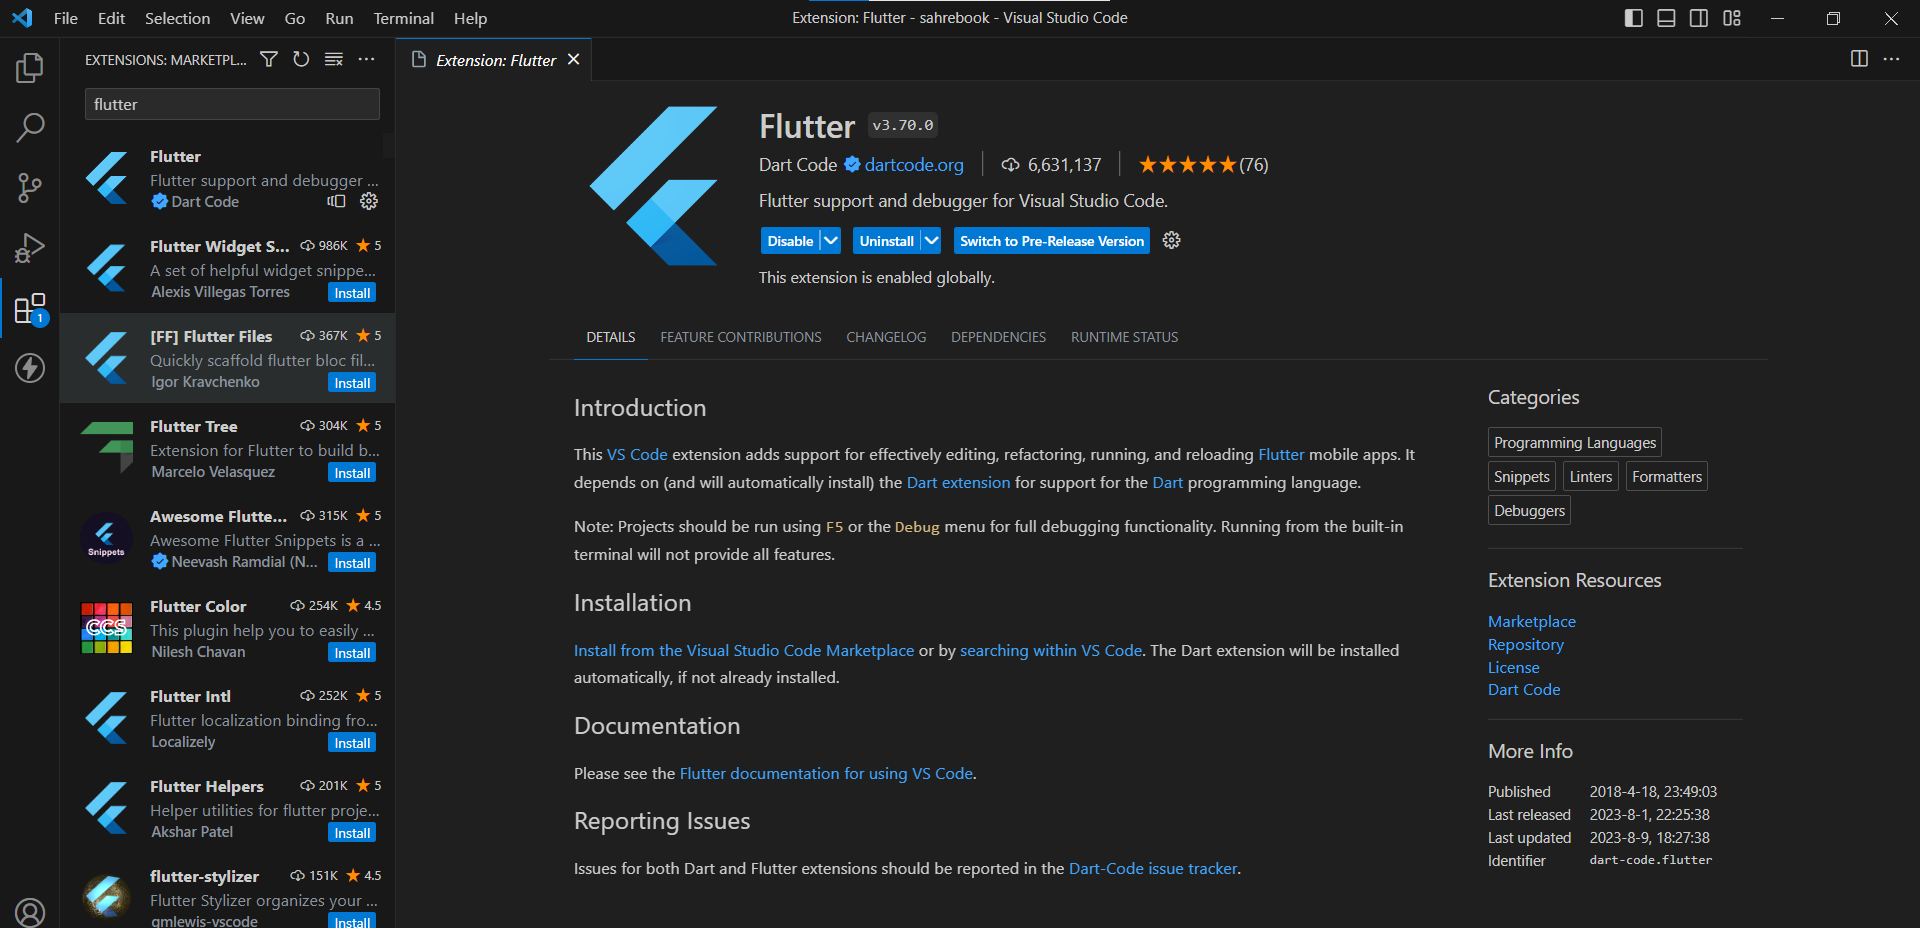 File Edit Selection View Go Run Terminal Help
Extension: Flutter - sahrebook - Visual Studio Code
EXTENSIONS: MARKETPL...
flutter
Flutter
Flutter support and debugger ...
Dart Code
Flutter Widget S... 986K 5
A set of helpful widget snippe...
Alexis Villegas Torres Install
[FF] Flutter Files 367K 5
Quickly scaffold flutter bloc fil...
Igor Kravchenko Install
Flutter Tree 304K 5
Extension for Flutter to build b...
Marcelo Velasquez Install
Snippets
Awesome Flutte... 315K 5
Awesome Flutter Snippets is a ...
Neevash Ramdial (N... Install
CCS
Flutter Color 254K 4.5
This plugin help you to easily ...
Nilesh Chavan Install
Flutter Intl 252K 5
Flutter localization binding fro...
Localizely Install
Flutter Helpers 201K 5
Helper utilities for flutter proje...
Akshar Patel Install
flutter-stylizer 151K 4.5
Flutter Stylizer organizes your ...
gmlewis-vscode Install
1
Extension: Flutter
Flutter v3.70.0
Dart Code dartcode.org 6,631,137 (76)
Flutter support and debugger for Visual Studio Code.
Disable Uninstall Switch to Pre-Release Version
This extension is enabled globally.
DETAILS FEATURE CONTRIBUTIONS CHANGELOG DEPENDENCIES RUNTIME STATUS
Introduction
This VS Code extension adds support for effectively editing, refactoring, running, and reloading Flutter mobile apps. It
depends on (and will automatically install) the Dart extension for support for the Dart programming language.
Note: Projects should be run using F5 or the Debug menu for full debugging functionality. Running from the built-in
terminal will not provide all features.
Installation
Install from the Visual Studio Code Marketplace or by searching within VS Code. The Dart extension will be installed
automatically, if not already installed.
Documentation
Please see the Flutter documentation for using VS Code.
Reporting Issues
Issues for both Dart and Flutter extensions should be reported in the Dart-Code issue tracker.
Categories
Programming Languages
Snippets Linters Formatters
Debuggers
Extension Resources
Marketplace
Repository
License
Dart Code
More Info
Published 2018-4-18, 23:49:03
Last released 2023-8-1, 22:25:38
Last updated 2023-8-9, 18:27:38
Identifier dart-code.flutter